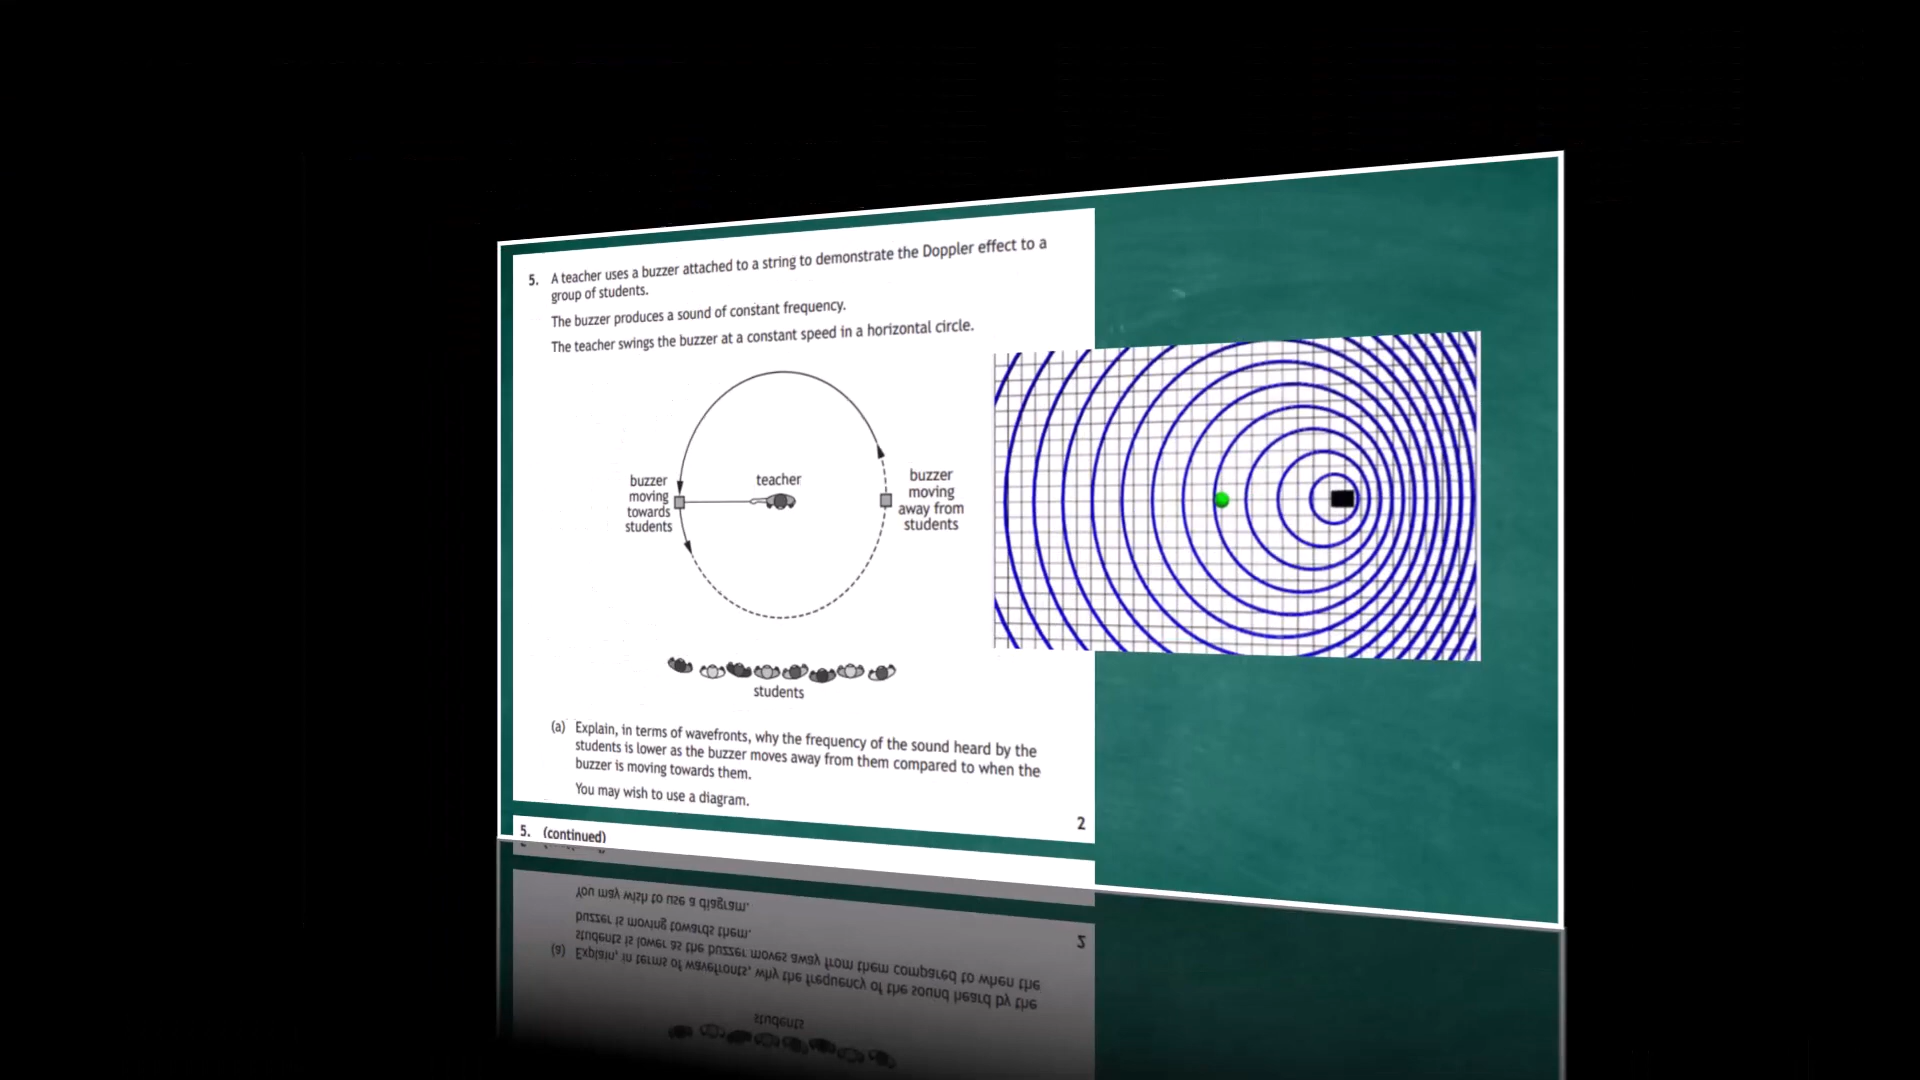 5. A teacher uses a buzzer attached to a string to demonstrate the Doppler effect to a
group of students.
The buzzer produces a sound of constant frequency.
The teacher swings the buzzer at a constant speed in a horizontal circle.
buzzer
moving
towards
students
teacher
buzzer
moving
away from
students
students
(a) Explain, in terms of wavefronts, why the frequency of the sound heard by the
students is lower as the buzzer moves away from them compared to when the
buzzer is moving towards them.
You may wish to use a diagram.
2
5. (continued)